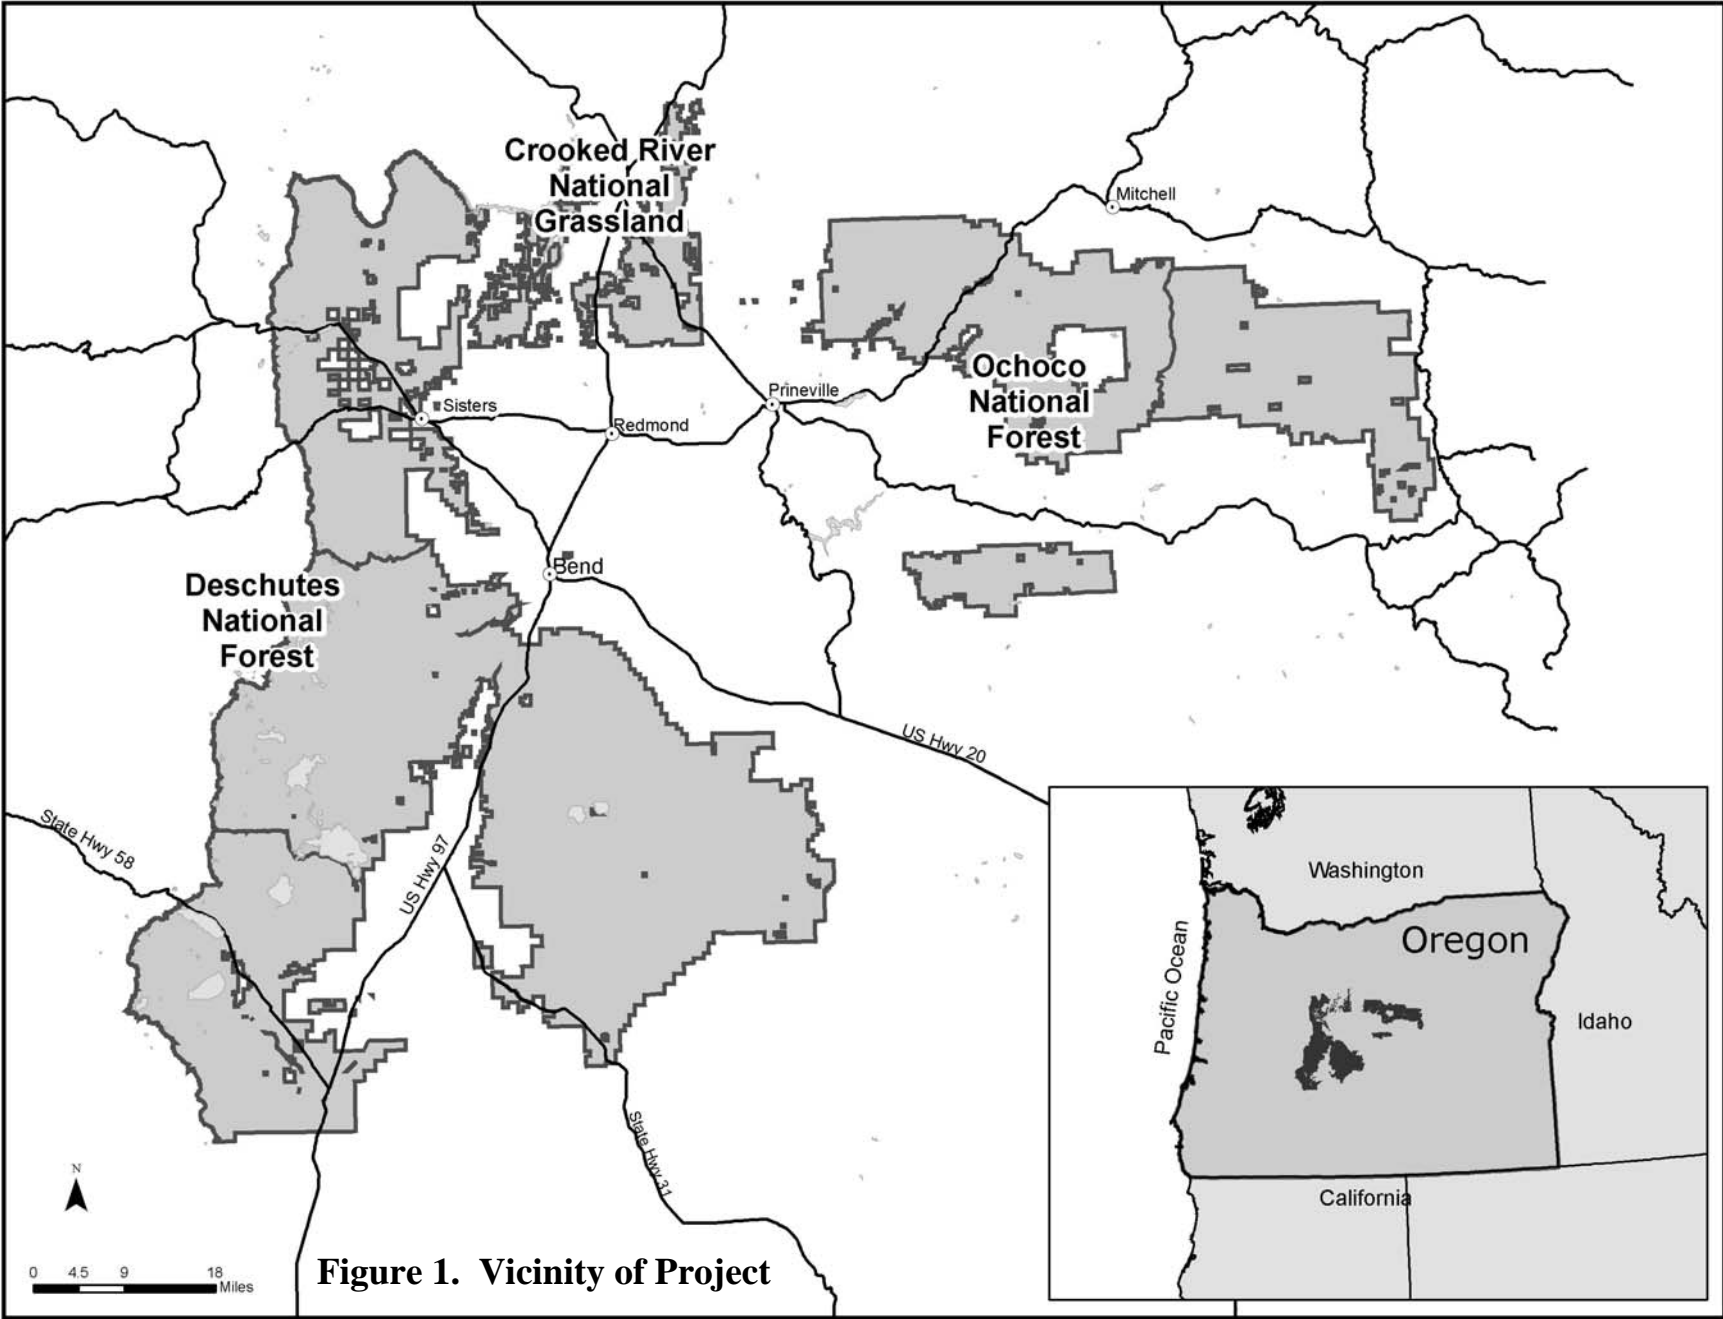 Crooked River
National
Grassland
Mitchell
Ochoco
National
Forest
Prineville
Sisters
Redmond
Bend
Deschutes
National
Forest
US Hwy 20
State Hwy 58
US Hwy 97
State Hwy 31
Washington
Oregon
Pacific Ocean
Idaho
California
N
0 4.5 9 18
Miles
Figure 1. Vicinity of Project